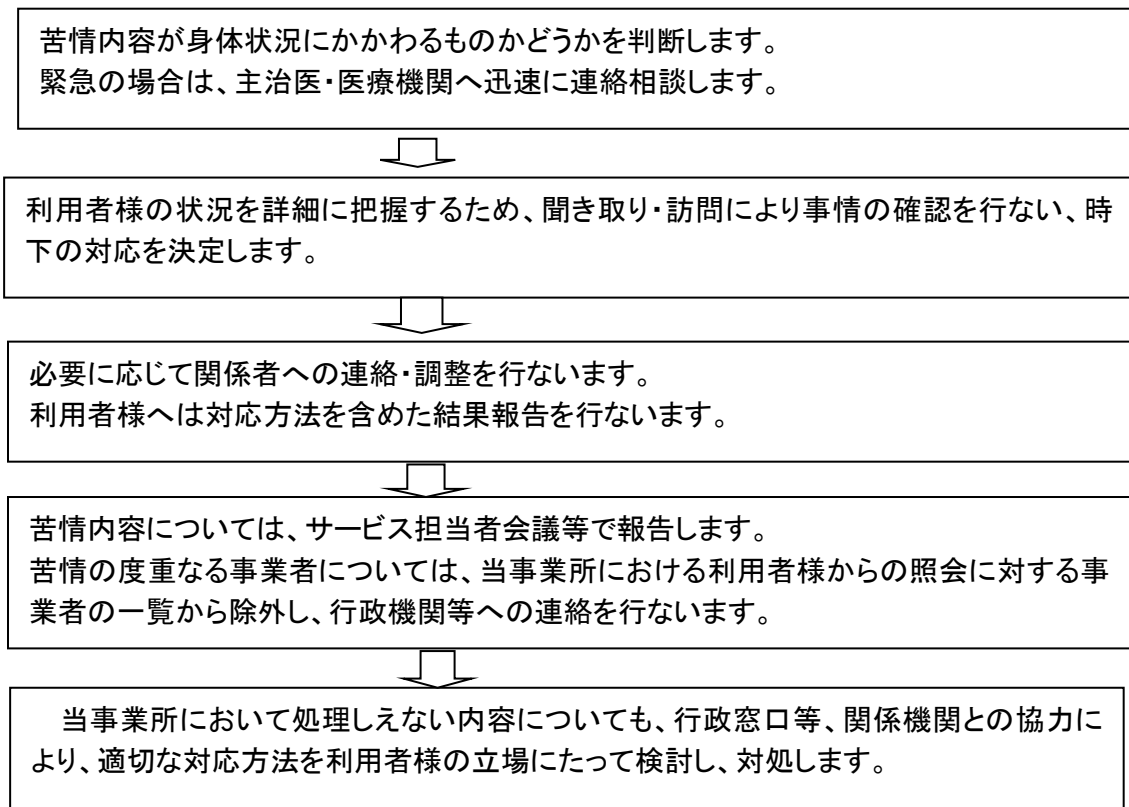 苦情内容が身体状況にかかわるものかどうかを判断します。
緊急の場合は、主治医・医療機関へ迅速に連絡相談します。
利用者様の状況を詳細に把握するため、聞き取り・訪問により事情の確認を行ない、時
下の対応を決定します。
必要に応じて関係者への連絡・調整を行ないます。
利用者様へは対応方法を含めた結果報告を行ないます。
苦情内容については、サービス担当者会議等で報告します。
苦情の度重なる事業者については、当事業所における利用者様からの照会に対する事
業者の一覧から除外し、行政機関等への連絡を行ないます。
当事業所において処理しえない内容についても、行政窓口等、関係機関との協力に
より、適切な対応方法を利用者様の立場にたって検討し、対処します。